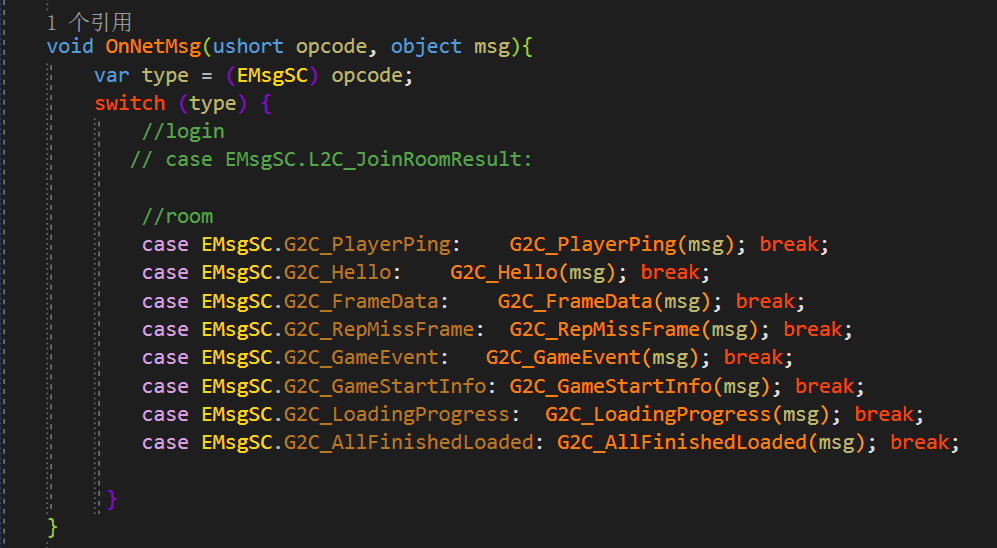 1 个引用
void OnNetMsg(ushort opcode, object msg){
var type = (EMsgSC) opcode;
switch (type) {
//login
// case EMsgSC.L2C_JoinRoomResult:
//room
case EMsgSC.G2C_PlayerPing:    G2C_PlayerPing(msg); break;
case EMsgSC.G2C_Hello:    G2C_Hello(msg); break;
case EMsgSC.G2C_FrameData:    G2C_FrameData(msg); break;
case EMsgSC.G2C_RepMissFrame:  G2C_RepMissFrame(msg); break;
case EMsgSC.G2C_GameEvent:   G2C_GameEvent(msg); break;
case EMsgSC.G2C_GameStartInfo: G2C_GameStartInfo(msg); break;
case EMsgSC.G2C_LoadingProgress:  G2C_LoadingProgress(msg); break;
case EMsgSC.G2C_AllFinishedLoaded: G2C_AllFinishedLoaded(msg); break;
}
}